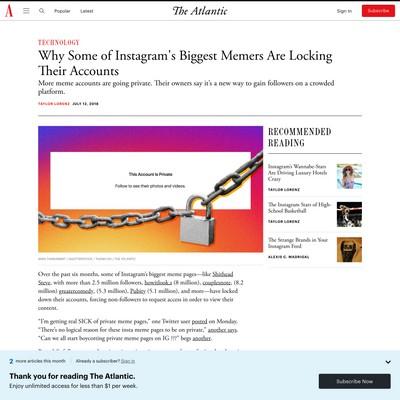 A
Popular
Latest
The Atlantic
Sign In
Subscribe
TECHNOLOGY
Why Some of Instagram's Biggest Memers Are Locking
Their Accounts
More meme accounts are going private. Their owners say it's a new way to gain followers on a crowded
platform.
TAYLOR LORENZ JULY 12, 2018
This Account is Private
Follow to see their photos and videos.
RECOMMENDED
READING
Instagram's Wannabe-Stars
Are Driving Luxury Hotels
Crazy
TAYLOR LORENZ
The Instagram Stars of High-
School Basketball
TAYLOR LORENZ
The Strange Brands in Your
Instagram Feed
ALEXIS C. MADRIGAL
Over the past six months, some of Instagram's biggest meme pages—like Shithead
Steve, with more than 2.5 million followers, howitlooks (8 million), couplesnote, (8.2
million) greatercomedy, (5.3 million), Pubity (5.1 million), and more—have locked
down their accounts, forcing non-followers to request access in order to view their
content.
"I'm getting real SICK of private meme pages," one Twitter user posted on Monday.
"There's no logical reason for these insta meme pages to be on private," another says.
"Can we all start boycotting private meme pages on IG ???" begs another.
2 more articles this month
Already a subscriber? Sign in
Thank you for reading The Atlantic.
Enjoy unlimited access for less than $1 per week.
Subscribe Now